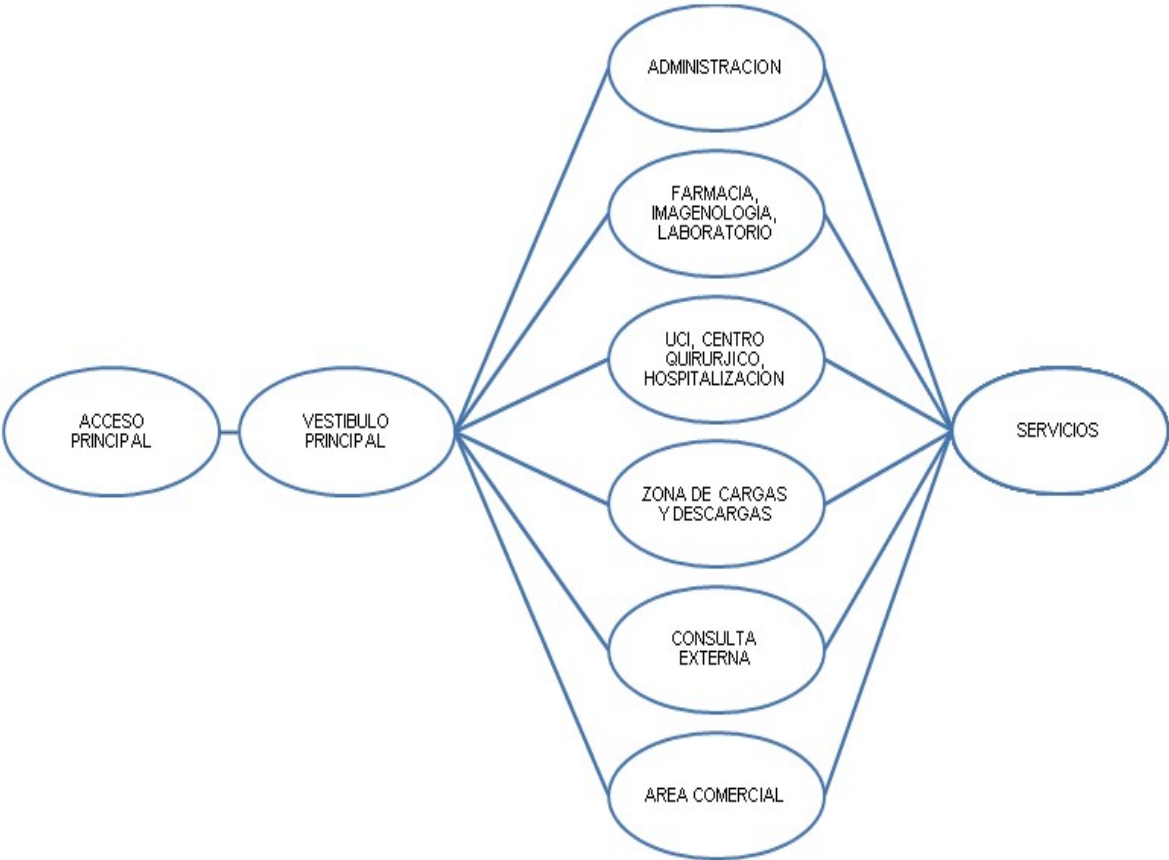 ADMINISTRACION
FARMACIA,
IMAGENOLOGÍA,
LABORATORIO
UCI, CENTRO
QUIRURJICO,
HOSPITALIZACIÓN
ACCESO
PRINCIPAL
VESTIBULO
PRINCIPAL
SERVICIOS
ZONA DE CARGAS
Y DESCARGAS
CONSULTA
EXTERNA
AREA COMERCIAL